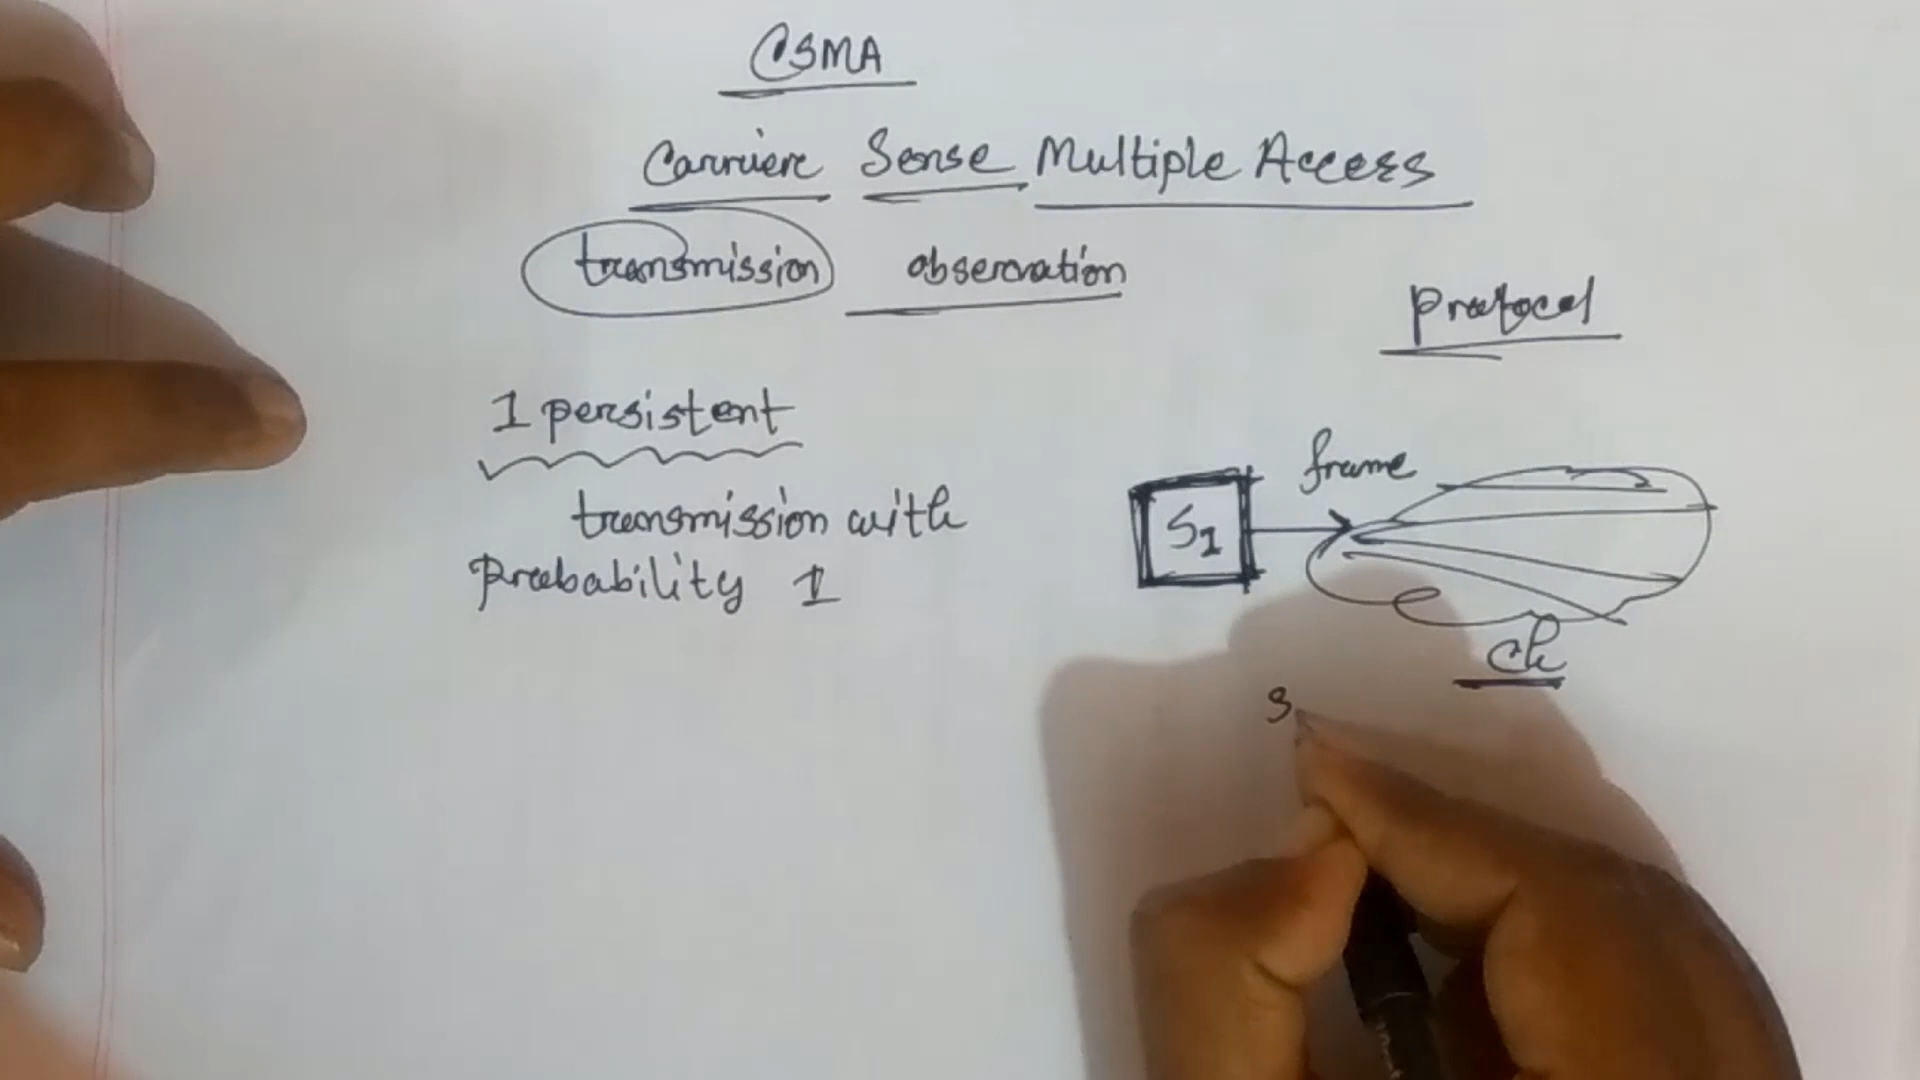 CSMA
Carrier Sense Multiple Access
transmission observation
Protocol
1 persistent
transmission with
Probability 1
frame
S1
ch
s